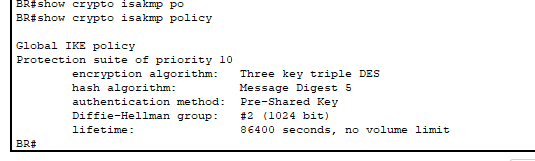 BR#show crypto isakmp po
BR#show crypto isakmp policy
Global IKE policy
Protection suite of priority 10
encryption algorithm: Three key triple DES
hash algorithm: Message Digest 5
authentication method: Pre-Shared Key
Diffie-Hellman group: #2 (1024 bit)
lifetime: 86400 seconds, no volume limit
BR#